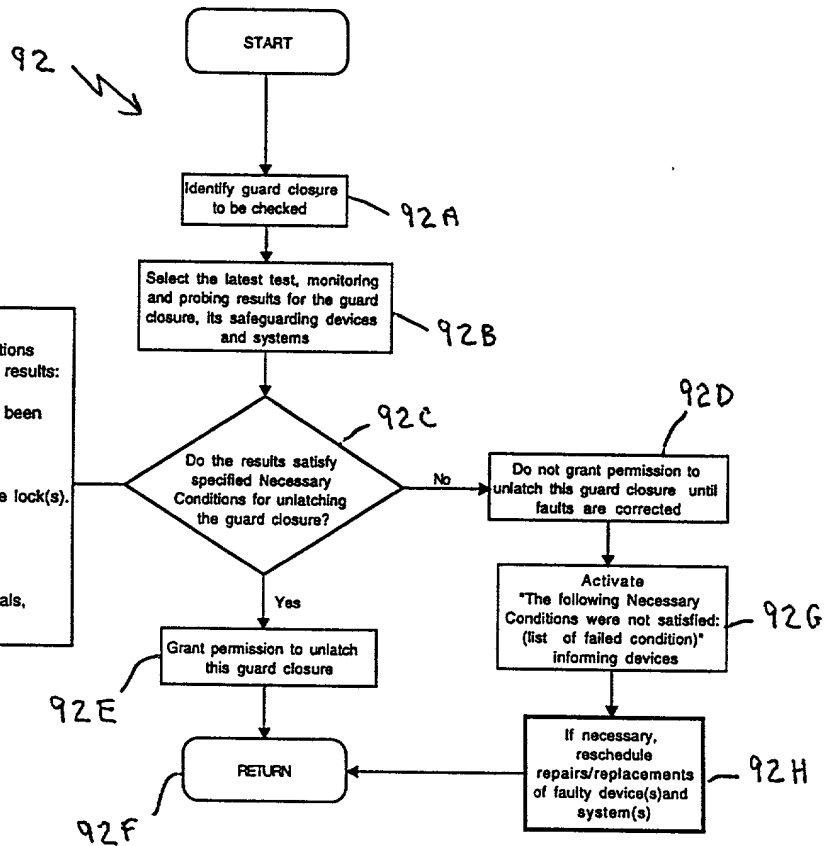 START
92
Identify guard closure
to be checked
92A
Select the latest test, monitoring
and probing results for the guard
closure, its safeguarding devices
and systems
92B
results:
been
lock(s).
92C
Do the results satisfy
specified Necessary
Conditions for unlatching
the guard closure?
No
92D
Do not grant permission to
unlatch this guard closure until
faults are corrected
Yes
Activate
"The following Necessary
Conditions were not satisfied:
(list of failed condition)"
informing devices
92G
Grant permission to unlatch
this guard closure
92E
If necessary,
reschedule
repairs/replacements
of faulty device(s)and
system(s)
92H
RETURN
92F